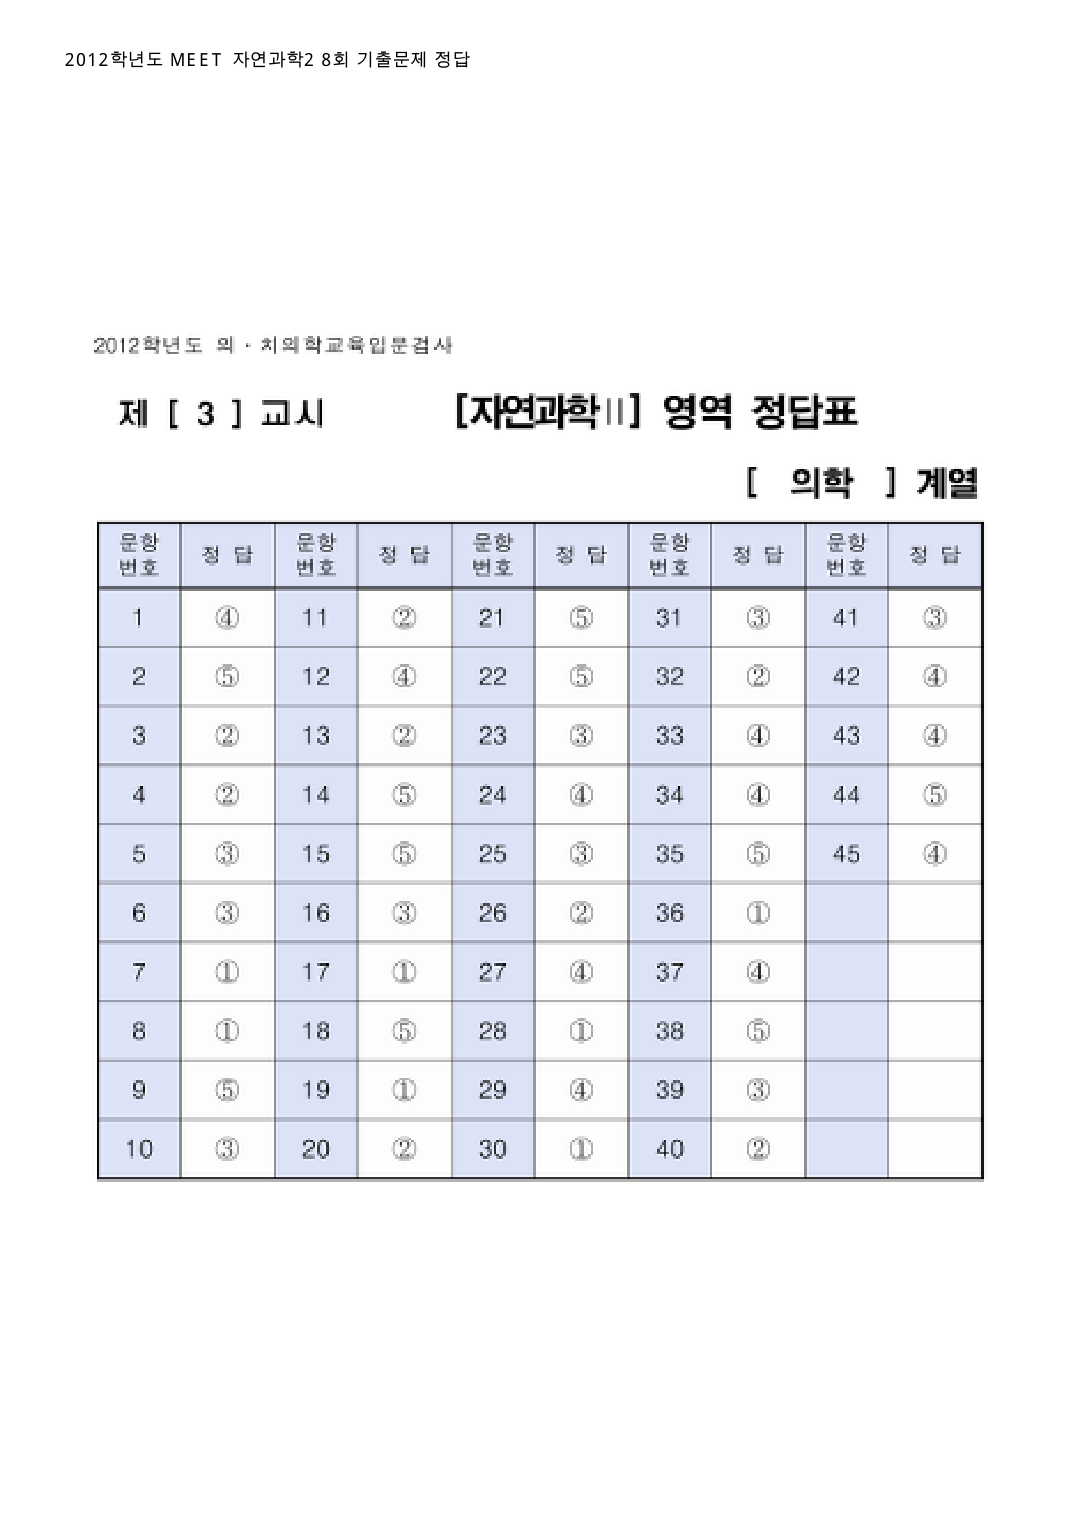 2012학년도 MEET 자연과학2 8회 기출문제 정답
2012학년도 의·치의학교육입문검사
제 [ 3 ] 교시 [자연과학Ⅱ] 영역 정답표
[ 의학 ] 계열
문항 번호 정 답 문항 번호 정 답 문항 번호 정 답 문항 번호 정 답 문항 번호 정 답
1 ④ 11 ② 21 ⑤ 31 ③ 41 ③
2 ⑤ 12 ④ 22 ⑤ 32 ② 42 ④
3 ② 13 ② 23 ③ 33 ④ 43 ④
4 ② 14 ⑤ 24 ④ 34 ④ 44 ⑤
5 ③ 15 ⑤ 25 ③ 35 ⑤ 45 ④
6 ③ 16 ③ 26 ② 36 ①
7 ① 17 ① 27 ④ 37 ④
8 ① 18 ⑤ 28 ① 38 ⑤
9 ⑤ 19 ① 29 ④ 39 ③
10 ③ 20 ② 30 ① 40 ②